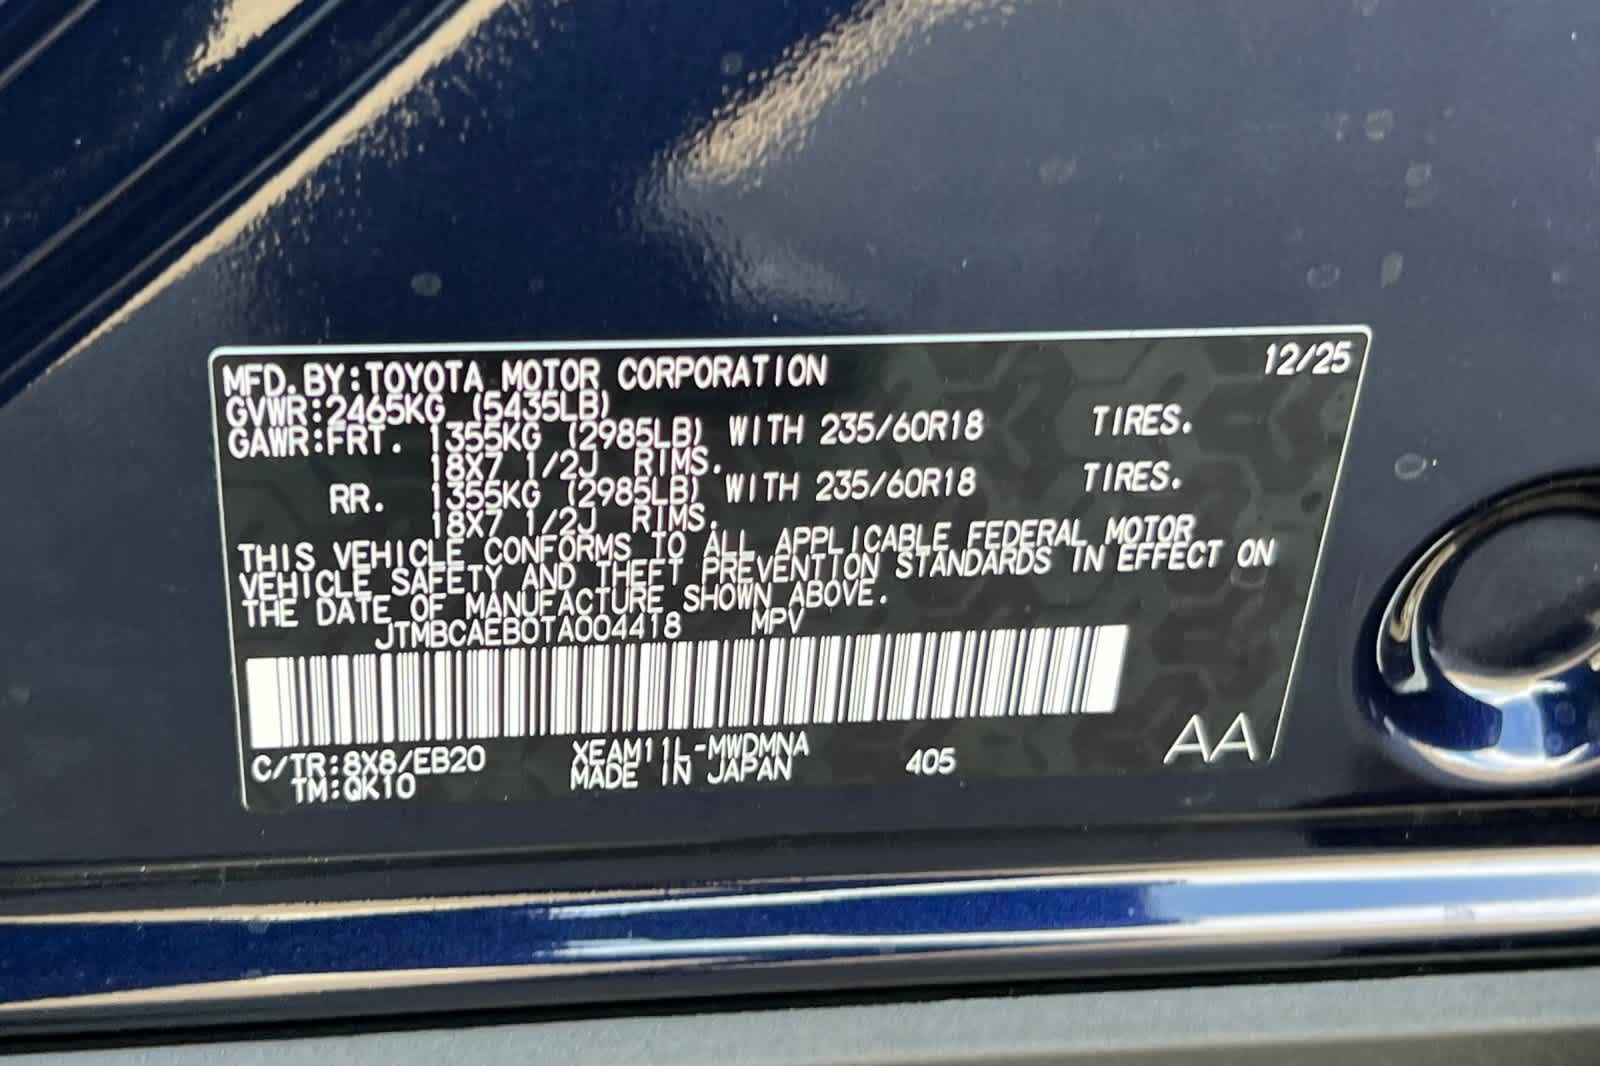 MFD. BY: TOYOTA MOTOR CORPORATION 12/25
GVWR: 2465KG (5435LB)
GAWR: FRT. 1355KG (2985LB) WITH 235/60R18 TIRES.
18X7 1/2J RIMS.
RR. 1355KG (2985LB) WITH 235/60R18 TIRES.
18X7 1/2J RIMS.
THIS VEHICLE CONFORMS TO ALL APPLICABLE FEDERAL MOTOR
VEHICLE SAFETY AND THEFT PREVENTION STANDARDS IN EFFECT ON
THE DATE OF MANUFACTURE SHOWN ABOVE.
JTMBCAEB0TA004418 MPV
C/TR: 8X8/EB20 XEAM11L-MWDMNA 405 AA
TM: QK10 MADE IN JAPAN